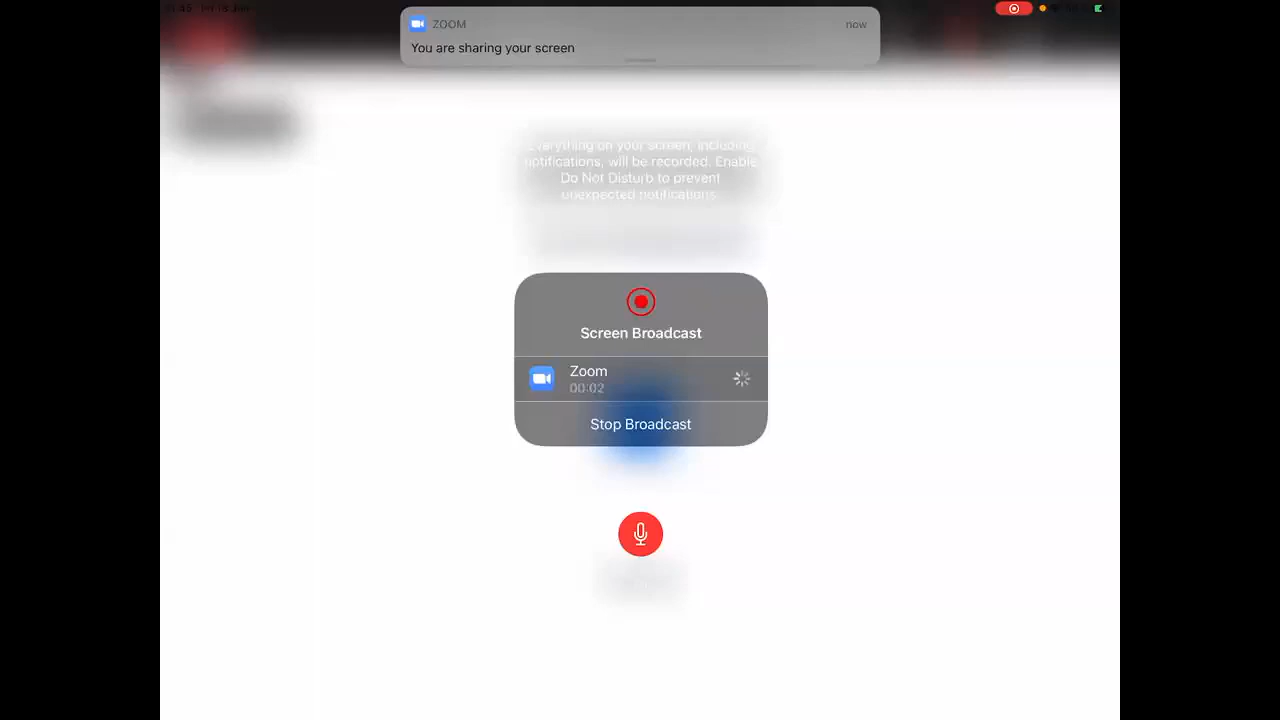 ZOOM
now
You are sharing your screen
Everything on your screen, including
notifications, will be recorded. Enable
Do Not Disturb to prevent
unexpected notifications.
Screen Broadcast
Zoom
00:02
Stop Broadcast